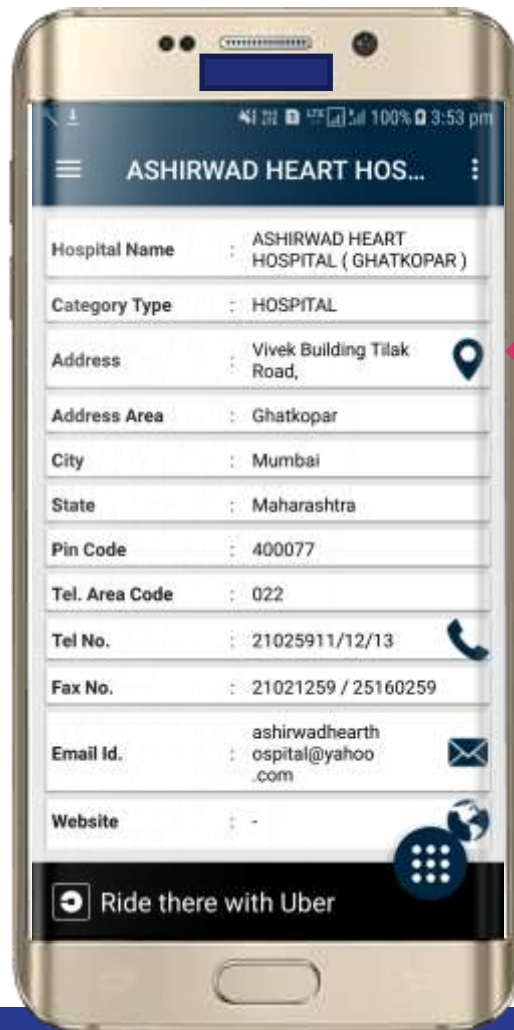 100% 3:53 pm
ASHIRWAD HEART HOS...
Hospital Name : ASHIRWAD HEART
HOSPITAL ( GHATKOPAR )
Category Type : HOSPITAL
Address : Vivek Building Tilak
Road,
Address Area : Ghatkopar
City : Mumbai
State : Maharashtra
Pin Code : 400077
Tel. Area Code : 022
Tel No. : 21025911/12/13
Fax No. : 21021259 / 25160259
Email Id. : ashirwadhearth
ospital@yahoo
.com
Website : -
Ride there with Uber